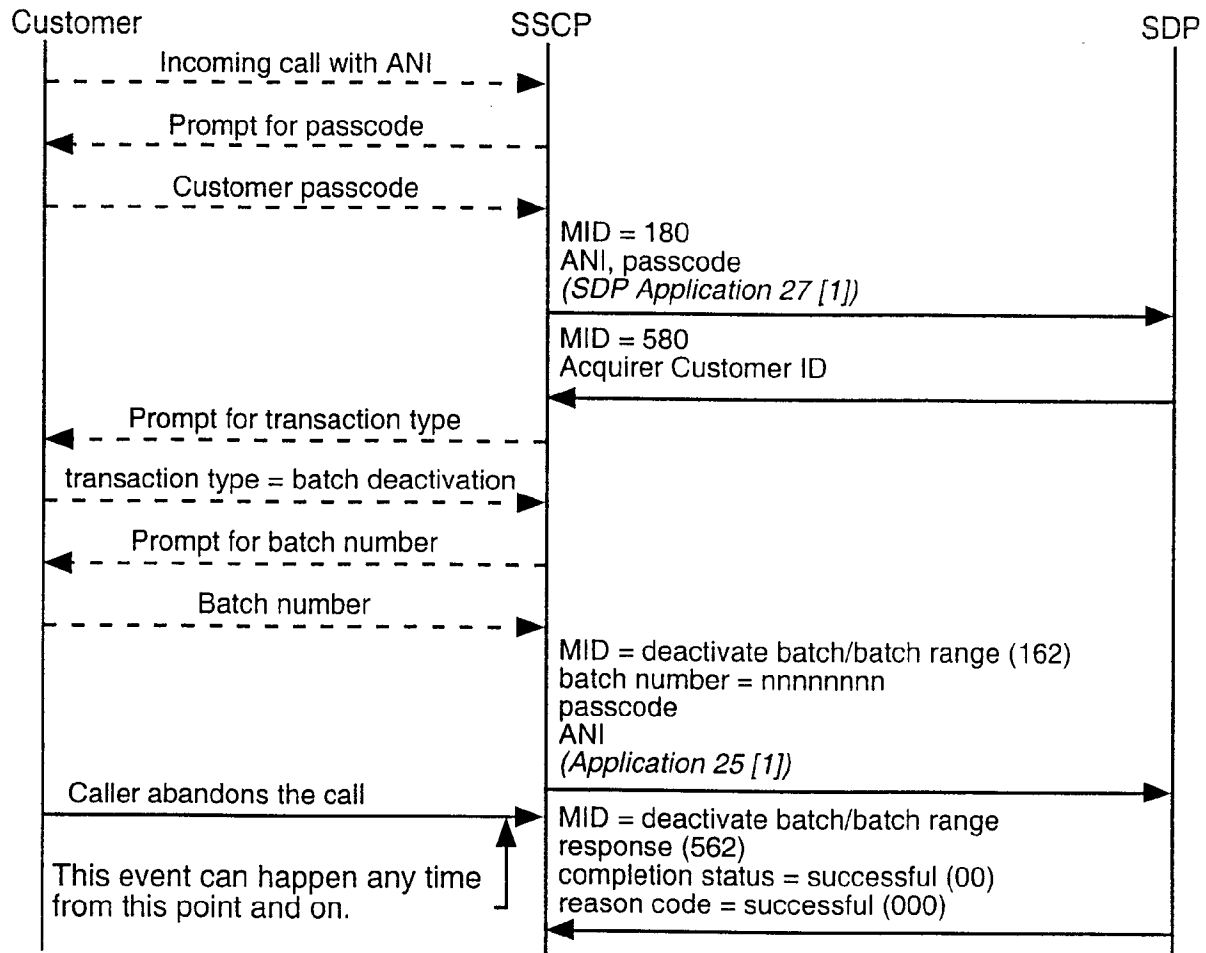 Customer
SSCP
SDP
Incoming call with ANI
Prompt for passcode
Customer passcode
MID = 180
ANI, passcode
(SDP Application 27 [1])
MID = 580
Acquirer Customer ID
Prompt for transaction type
transaction type = batch deactivation
Prompt for batch number
Batch number
MID = deactivate batch/batch range (162)
batch number = nnnnnnnn
passcode
ANI
(Application 25 [1])
Caller abandons the call
This event can happen any time
from this point and on.
MID = deactivate batch/batch range
response (562)
completion status = successful (00)
reason code = successful (000)